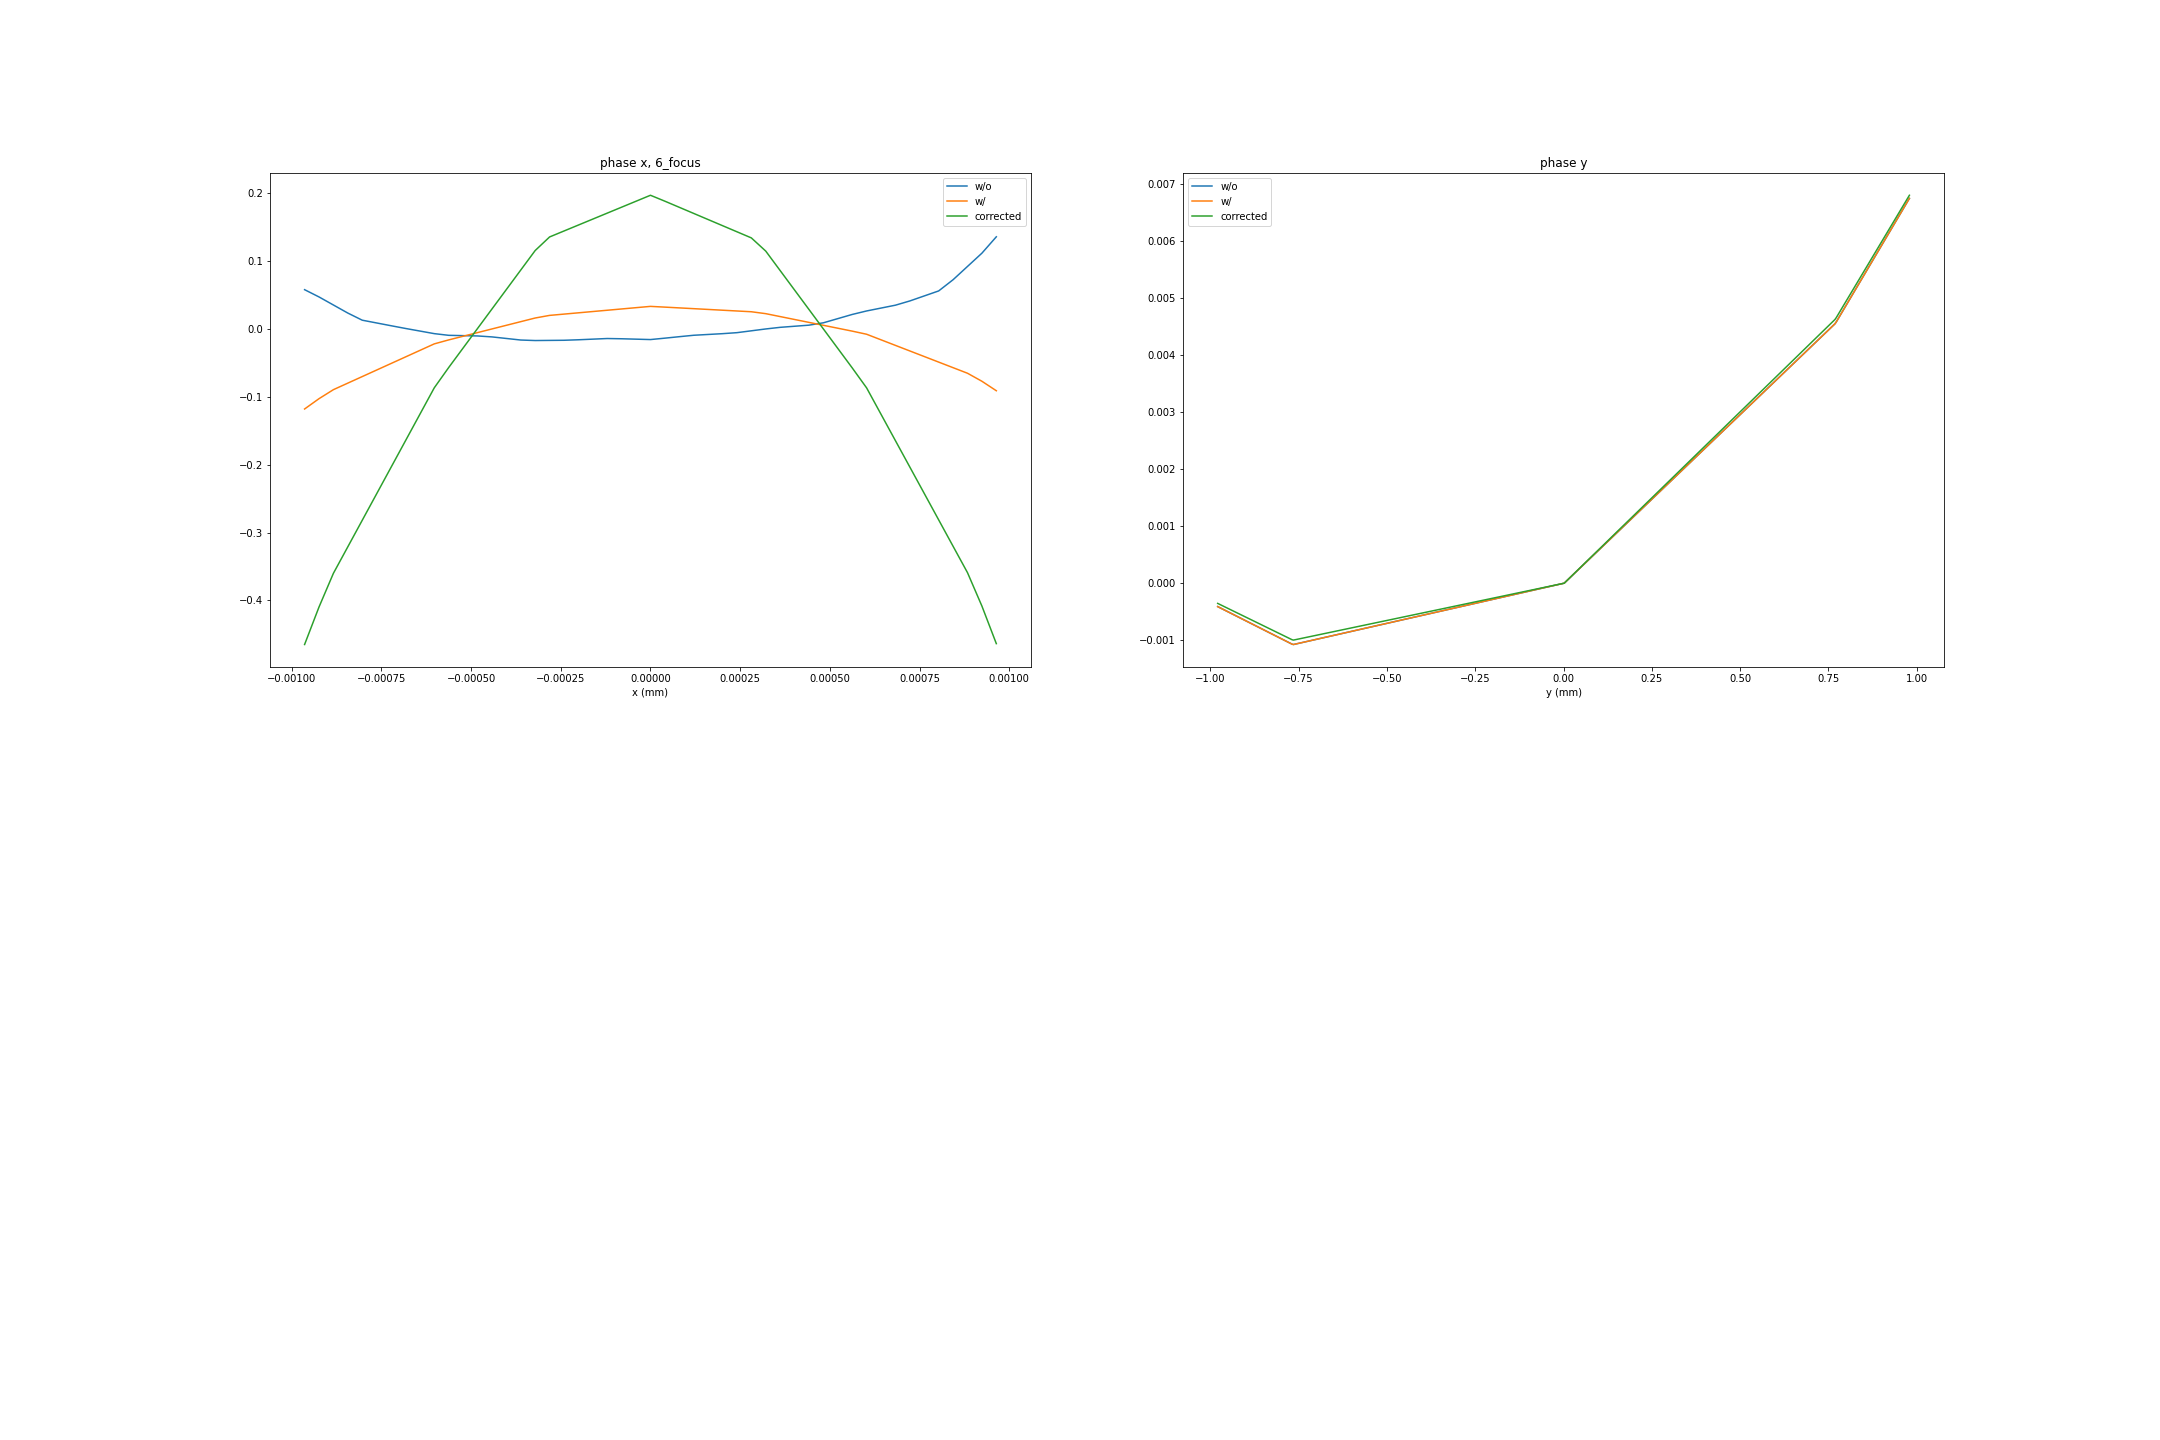 phase x, 6_focus
w/o
w/
corrected
0.2
0.1
0.0
−0.1
−0.2
−0.3
−0.4
−0.00100 −0.00075 −0.00050 −0.00025 0.00000 0.00025 0.00050 0.00075 0.00100
x (mm)
phase y
w/o
w/
corrected
0.007
0.006
0.005
0.004
0.003
0.002
0.001
0.000
−0.001
−1.00 −0.75 −0.50 −0.25 0.00 0.25 0.50 0.75 1.00
y (mm)